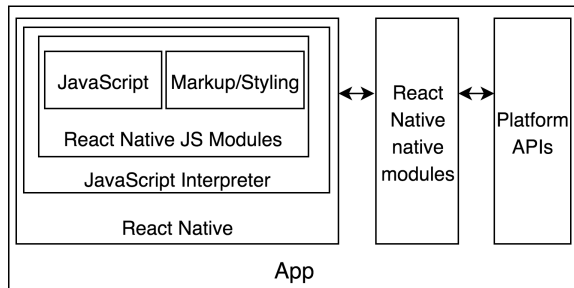 JavaScript
Markup/Styling
React Native JS Modules
JavaScript Interpreter
React Native
React
Native
native
modules
Platform
APIs
App